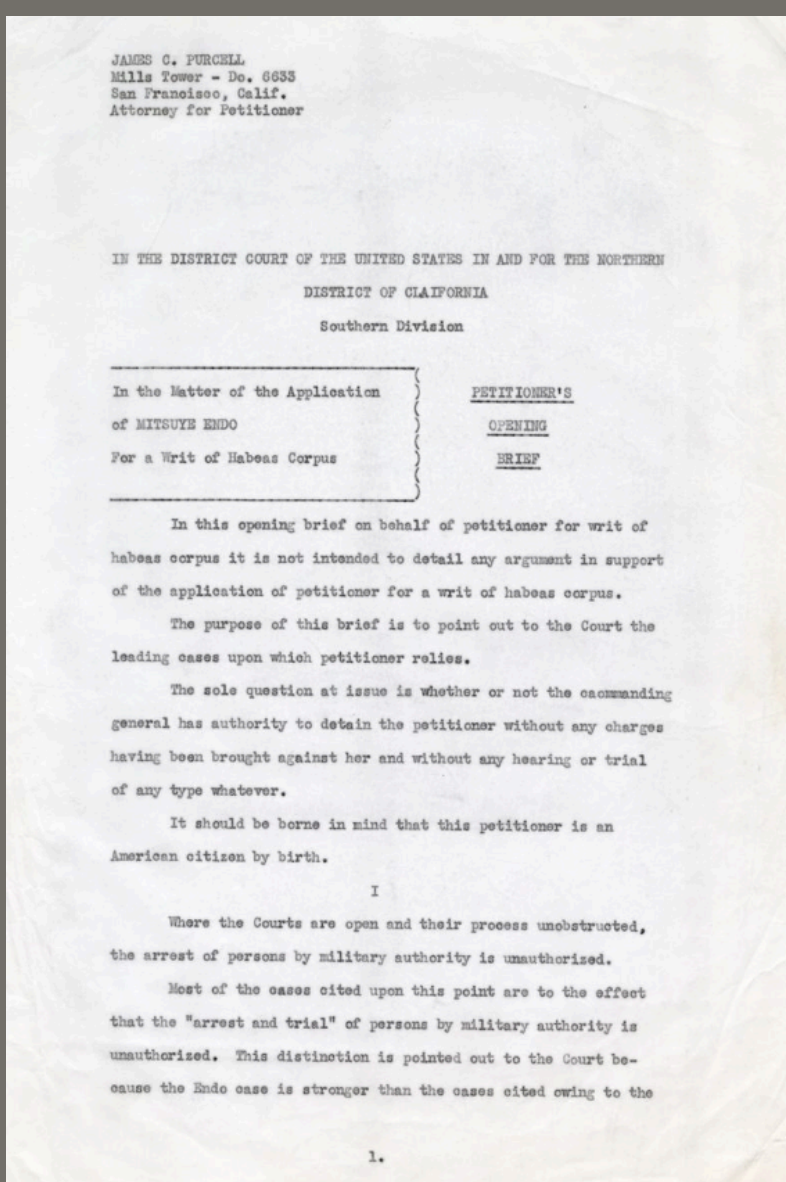 JAMES C. PURCELL
Mills Tower - Do. 6633
San Francisco, Calif.
Attorney for Petitioner
IN THE DISTRICT COURT OF THE UNITED STATES IN AND FOR THE NORTHERN
DISTRICT OF CLAIFORNIA
Southern Division
In the Matter of the Application
of MITSUYE ENDO
For a Writ of Habeas Corpus
PETITIONER'S
OPENING
BRIEF
In this opening brief on behalf of petitioner for writ of
habeas corpus it is not intended to detail any argument in support
of the application of petitioner for a writ of habeas corpus.
The purpose of this brief is to point out to the Court the
leading cases upon which petitioner relies.
The sole question at issue is whether or not the caommanding
general has authority to detain the petitioner without any charges
having been brought against her and without any hearing or trial
of any type whatever.
It should be borne in mind that this petitioner is an
American citizen by birth.
I
Where the Courts are open and their process unobstructed,
the arrest of persons by military authority is unauthorized.
Most of the cases cited upon this point are to the effect
that the "arrest and trial" of persons by military authority is
unauthorized. This distinction is pointed out to the Court be-
cause the Endo case is stronger than the cases cited owing to the
1.